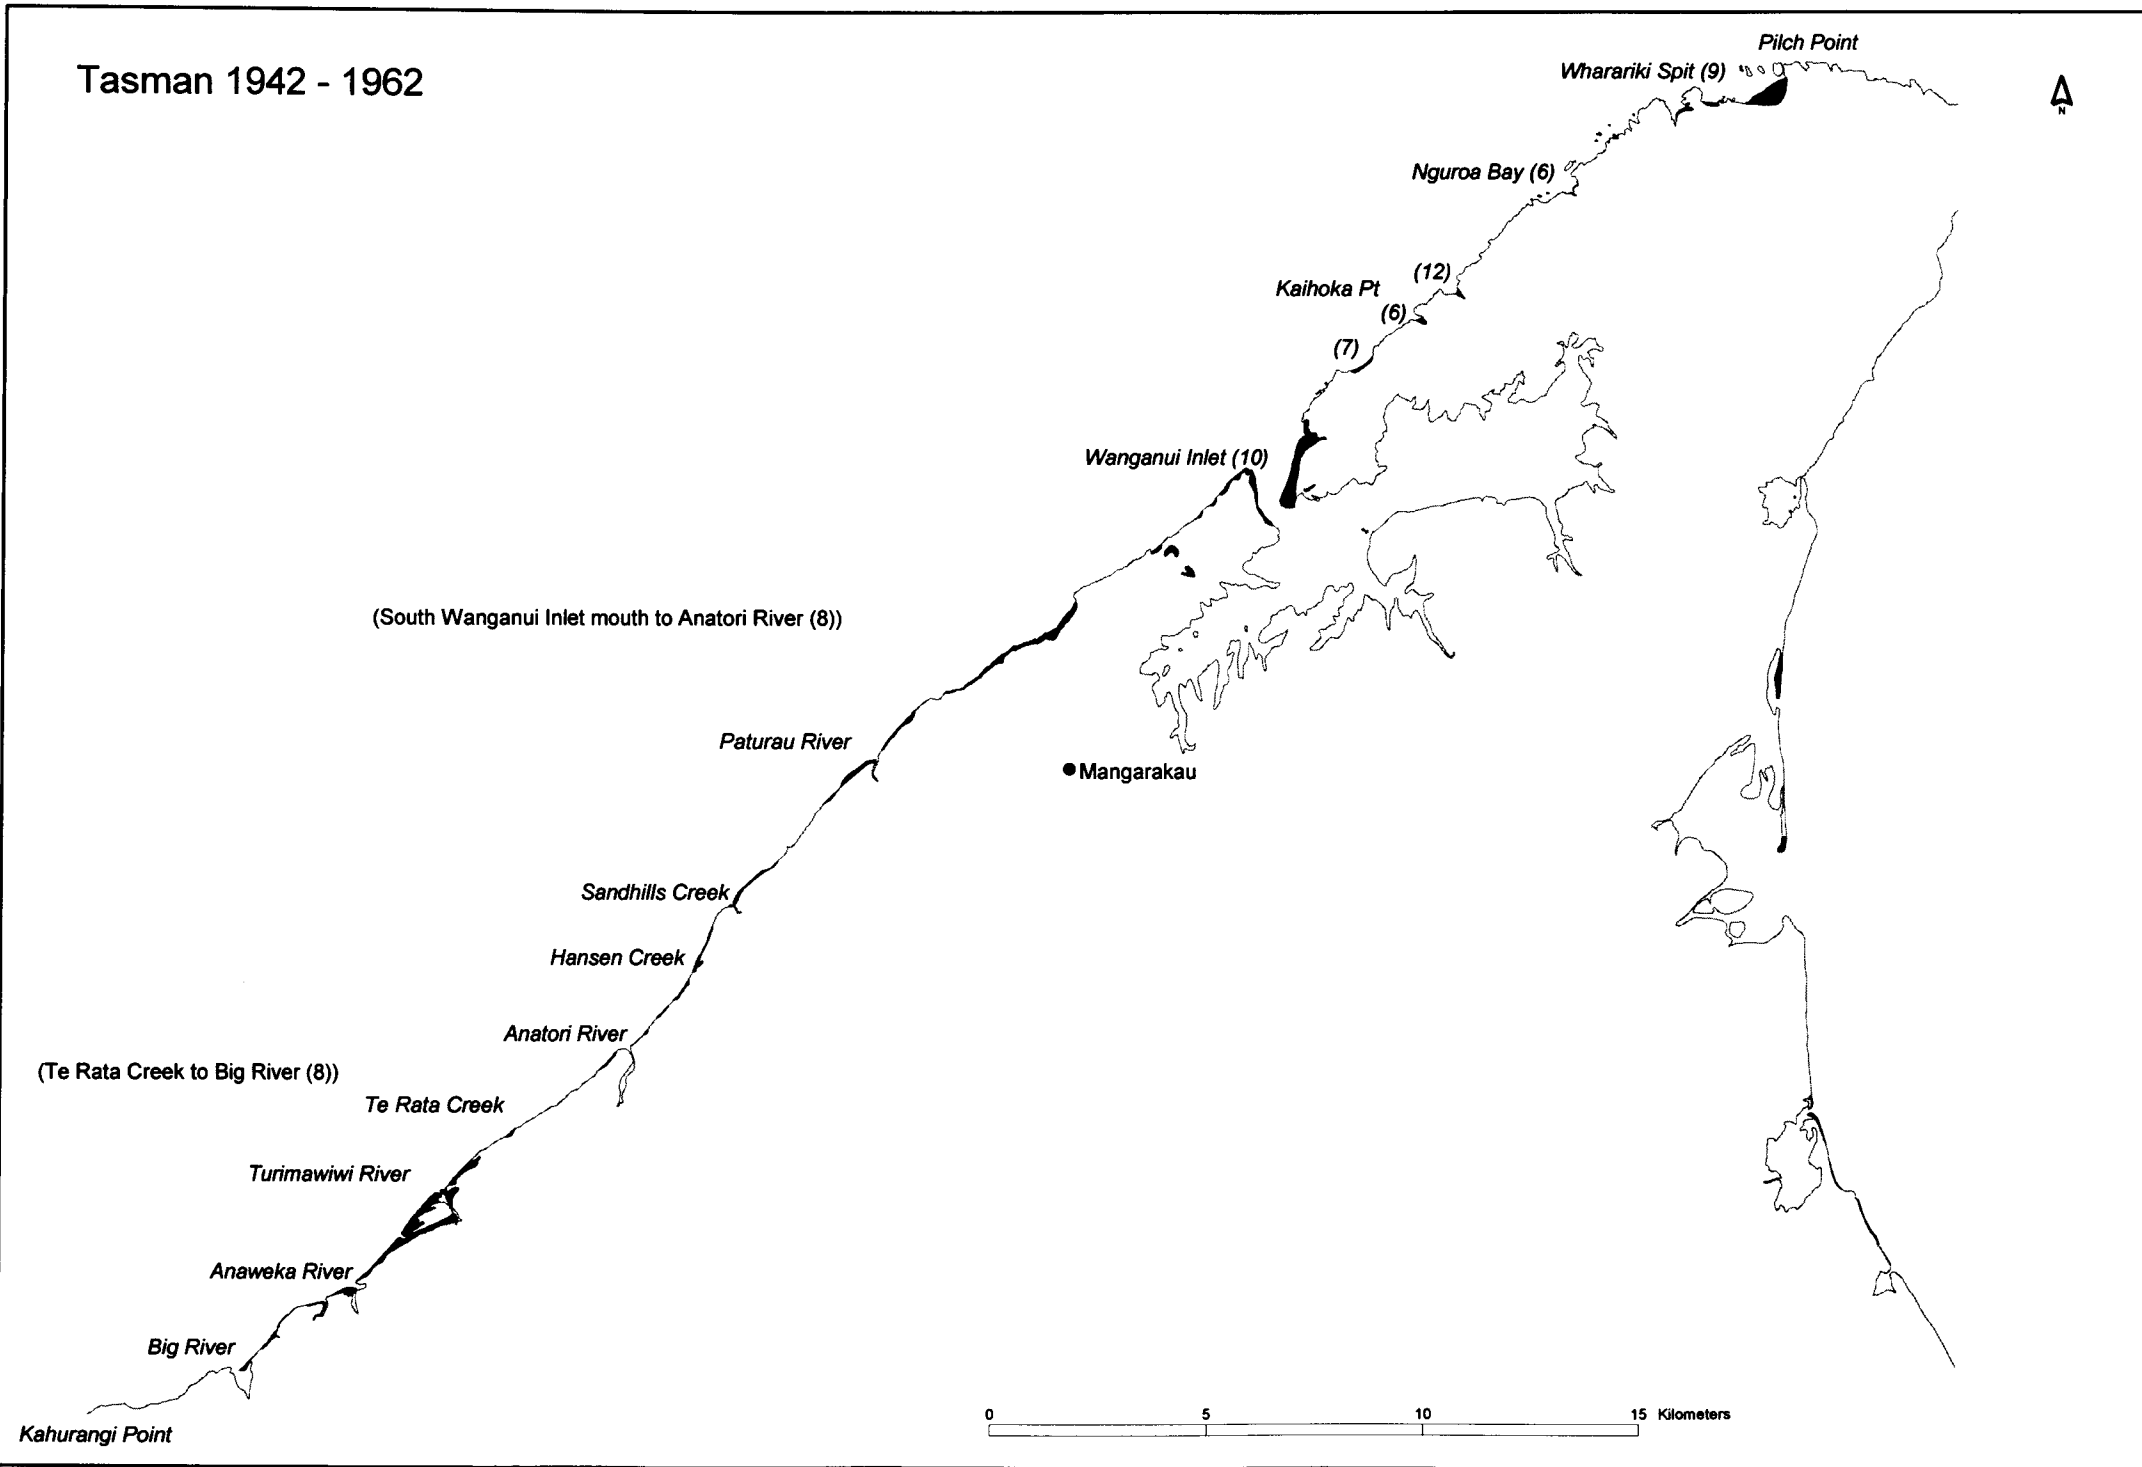 Pilch Point
Wharariki Spit (9)
Tasman 1942 - 1962
N
Nguroa Bay (6)
(12)
Kaihoka Pt
(6)
(7)
Wanganui Inlet (10)
(South Wanganui Inlet mouth to Anatori River (8))
Paturau River
Mangarakau
Sandhills Creek
Hansen Creek
Anatori River
(Te Rata Creek to Big River (8))
Te Rata Creek
Turimawiwi River
Anaweka River
Big River
0 5 10 15 Kilometers
Kahurangi Point